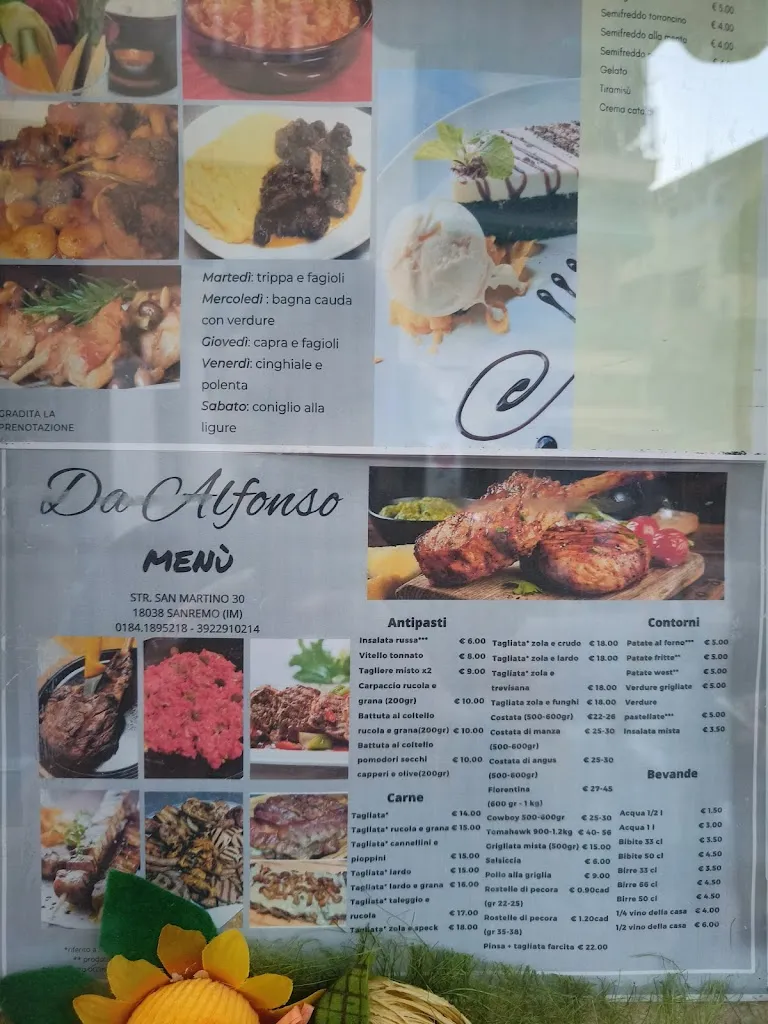 € 5.00
Semifreddo torroncino € 4.00
Semifreddo alla menta € 4.00
Semifreddo
Gelato
Tiramisù
Crema cata
Martedì: trippa e fagioli
Mercoledì : bagna cauda
con verdure
Giovedì: capra e fagioli
Venerdì: cinghiale e
polenta
Sabato: coniglio alla
ligure
GRADITA LA
PRENOTAZIONE
Da Alfonso
MENÙ
STR. SAN MARTINO 30
18038 SANREMO (IM)
0184.1895218 - 3922910214
Antipasti
Insalata russa*** € 6.00
Vitello tonnato € 8.00
Tagliere misto x2 € 9.00
Carpaccio rucola e
grana (200gr) € 10.00
Battuta al coltello
rucola e grana(200gr) € 10.00
Battuta al coltello
pomodori secchi € 10.00
capperi e olive(200gr)
Carne
Tagliata* € 14.00
Tagliata* rucola e grana € 15.00
Tagliata* cannellini e
pioppini € 15.00
Tagliata* lardo € 15.00
Tagliata* lardo e grana € 16.00
Tagliata* taleggio e
rucola € 17.00
Tagliata* zola e speck € 18.00
Tagliata* zola e crudo € 18.00
Tagliata* zola e lardo € 18.00
Tagliata* zola e
trevisana € 18.00
Tagliata zola e funghi € 18.00
Costata (500-600gr) €22-26
Costata di manza € 25-30
(500-600gr)
Costata di angus € 25-30
(500-600gr)
Fiorentina € 27-45
(600 gr - 1 kg)
Cowboy 500-600gr € 25-30
Tomahawk 900-1.2kg € 40- 56
Grigliata mista (500gr) € 15.00
Salsiccia € 6.00
Pollo alla griglia € 9.00
Rostelle di pecora € 0.90cad
(gr 22-25)
Rostelle di pecora € 1.20cad
(gr 35-38)
Pinsa + tagliata farcita € 22.00
Contorni
Patate al forno*** € 5.00
Patate fritte** € 5.00
Patate west** € 5.00
Verdure grigliate € 5.00
Verdure
pastellate*** € 5.00
Insalata mista € 3.50
Bevande
Acqua 1/2 l € 1.50
Acqua 1 l € 3.00
Bibite 33 cl € 3.50
Bibite 50 cl € 4.50
Birre 33 cl € 3.50
Birre 66 cl € 4.50
Birre 50 cl € 4.50
1/4 vino della casa € 4.00
1/2 vino della casa € 6.00